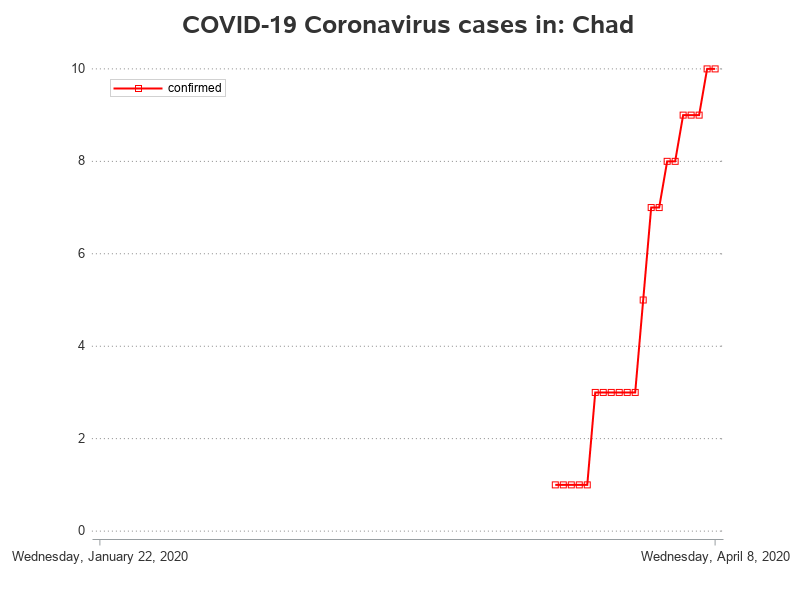 COVID-19 Coronavirus cases in: Chad
10
confirmed
8
6
4
2
0
Wednesday, January 22, 2020
Wednesday, April 8, 2020